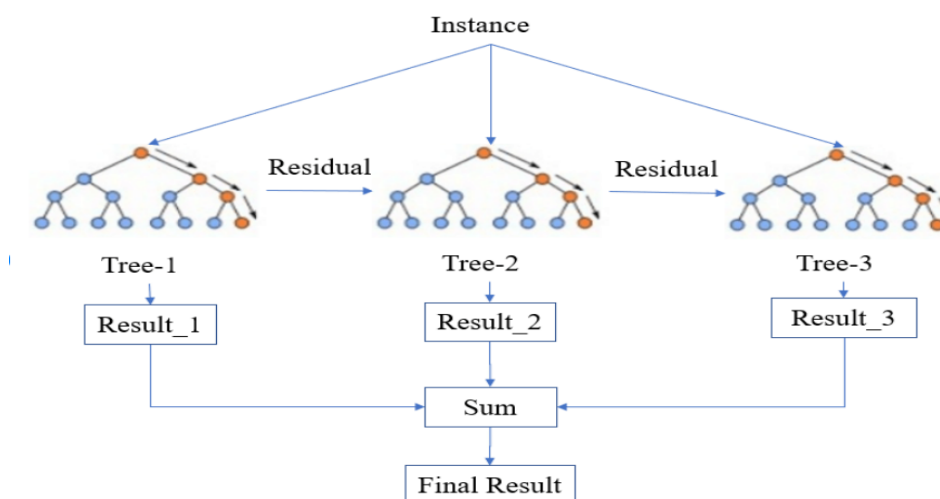 Instance
Residual
Residual
Tree-1
Tree-2
Tree-3
Result_1
Result_2
Result_3
Sum
Final Result